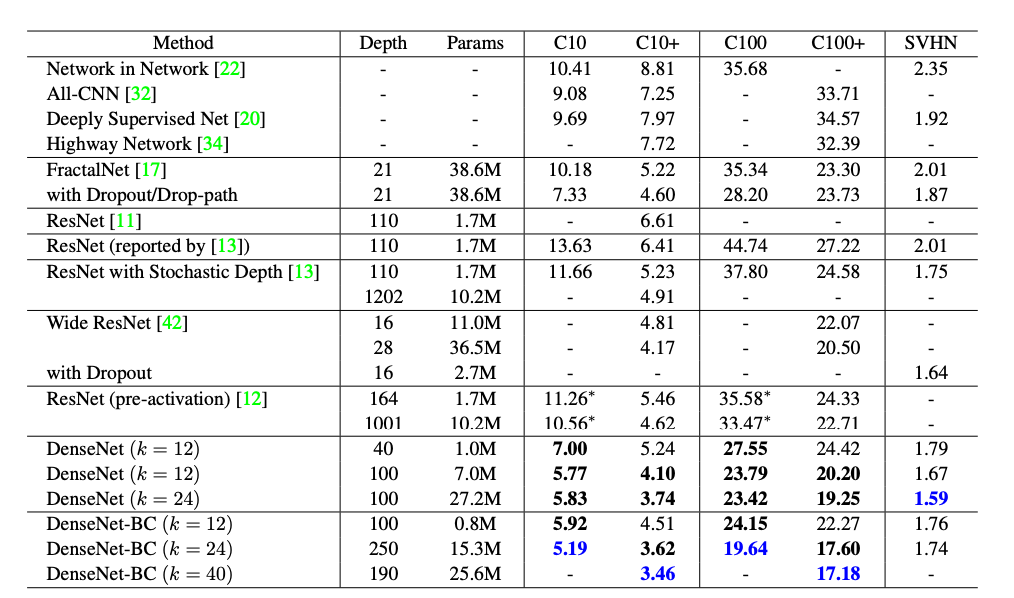 Method Depth Params C10 C10+ C100 C100+ SVHN
Network in Network [22] - - 10.41 8.81 35.68 - 2.35
All-CNN [32] - - 9.08 7.25 - 33.71 -
Deeply Supervised Net [20] - - 9.69 7.97 - 34.57 1.92
Highway Network [34] - - - 7.72 - 32.39 -
FractalNet [17] 21 38.6M 10.18 5.22 35.34 23.30 2.01
with Dropout/Drop-path 21 38.6M 7.33 4.60 28.20 23.73 1.87
ResNet [11] 110 1.7M - 6.61 - - -
ResNet (reported by [13]) 110 1.7M 13.63 6.41 44.74 27.22 2.01
ResNet with Stochastic Depth [13] 110 1.7M 11.66 5.23 37.80 24.58 1.75
1202 10.2M - 4.91 - - -
Wide ResNet [42] 16 11.0M - 4.81 - 22.07 -
28 36.5M - 4.17 - 20.50 -
with Dropout 16 2.7M - - - - 1.64
ResNet (pre-activation) [12] 164 1.7M 11.26* 5.46 35.58* 24.33 -
1001 10.2M 10.56* 4.62 33.47* 22.71 -
DenseNet (k = 12) 40 1.0M 7.00 5.24 27.55 24.42 1.79
DenseNet (k = 12) 100 7.0M 5.77 4.10 23.79 20.20 1.67
DenseNet (k = 24) 100 27.2M 5.83 3.74 23.42 19.25 1.59
DenseNet-BC (k = 12) 100 0.8M 5.92 4.51 24.15 22.27 1.76
DenseNet-BC (k = 24) 250 15.3M 5.19 3.62 19.64 17.60 1.74
DenseNet-BC (k = 40) 190 25.6M - 3.46 - 17.18 -